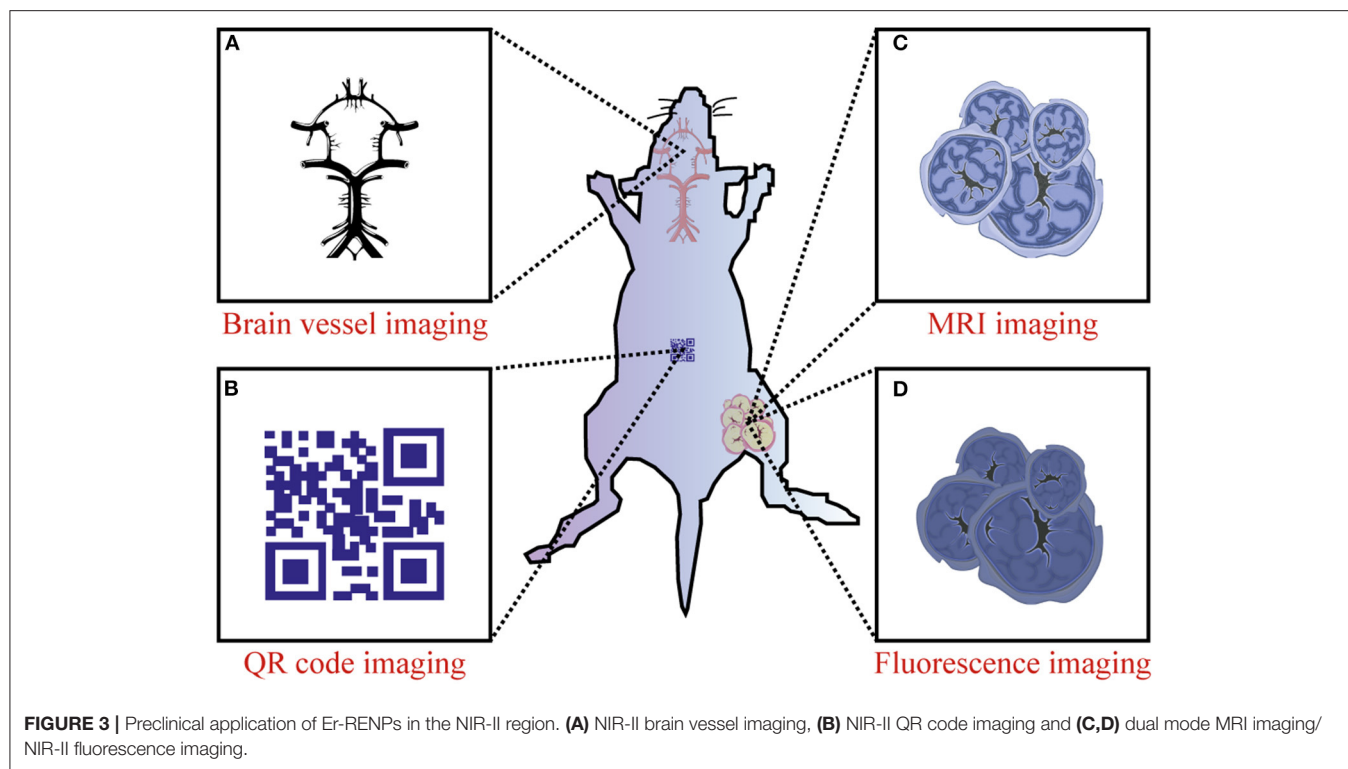 A
Brain vessel imaging
B
QR code imaging
C
MRI imaging
D
Fluorescence imaging
FIGURE 3 | Preclinical application of Er-RENPs in the NIR-II region. (A) NIR-II brain vessel imaging, (B) NIR-II QR code imaging and (C,D) dual mode MRI imaging/
NIR-II fluorescence imaging.